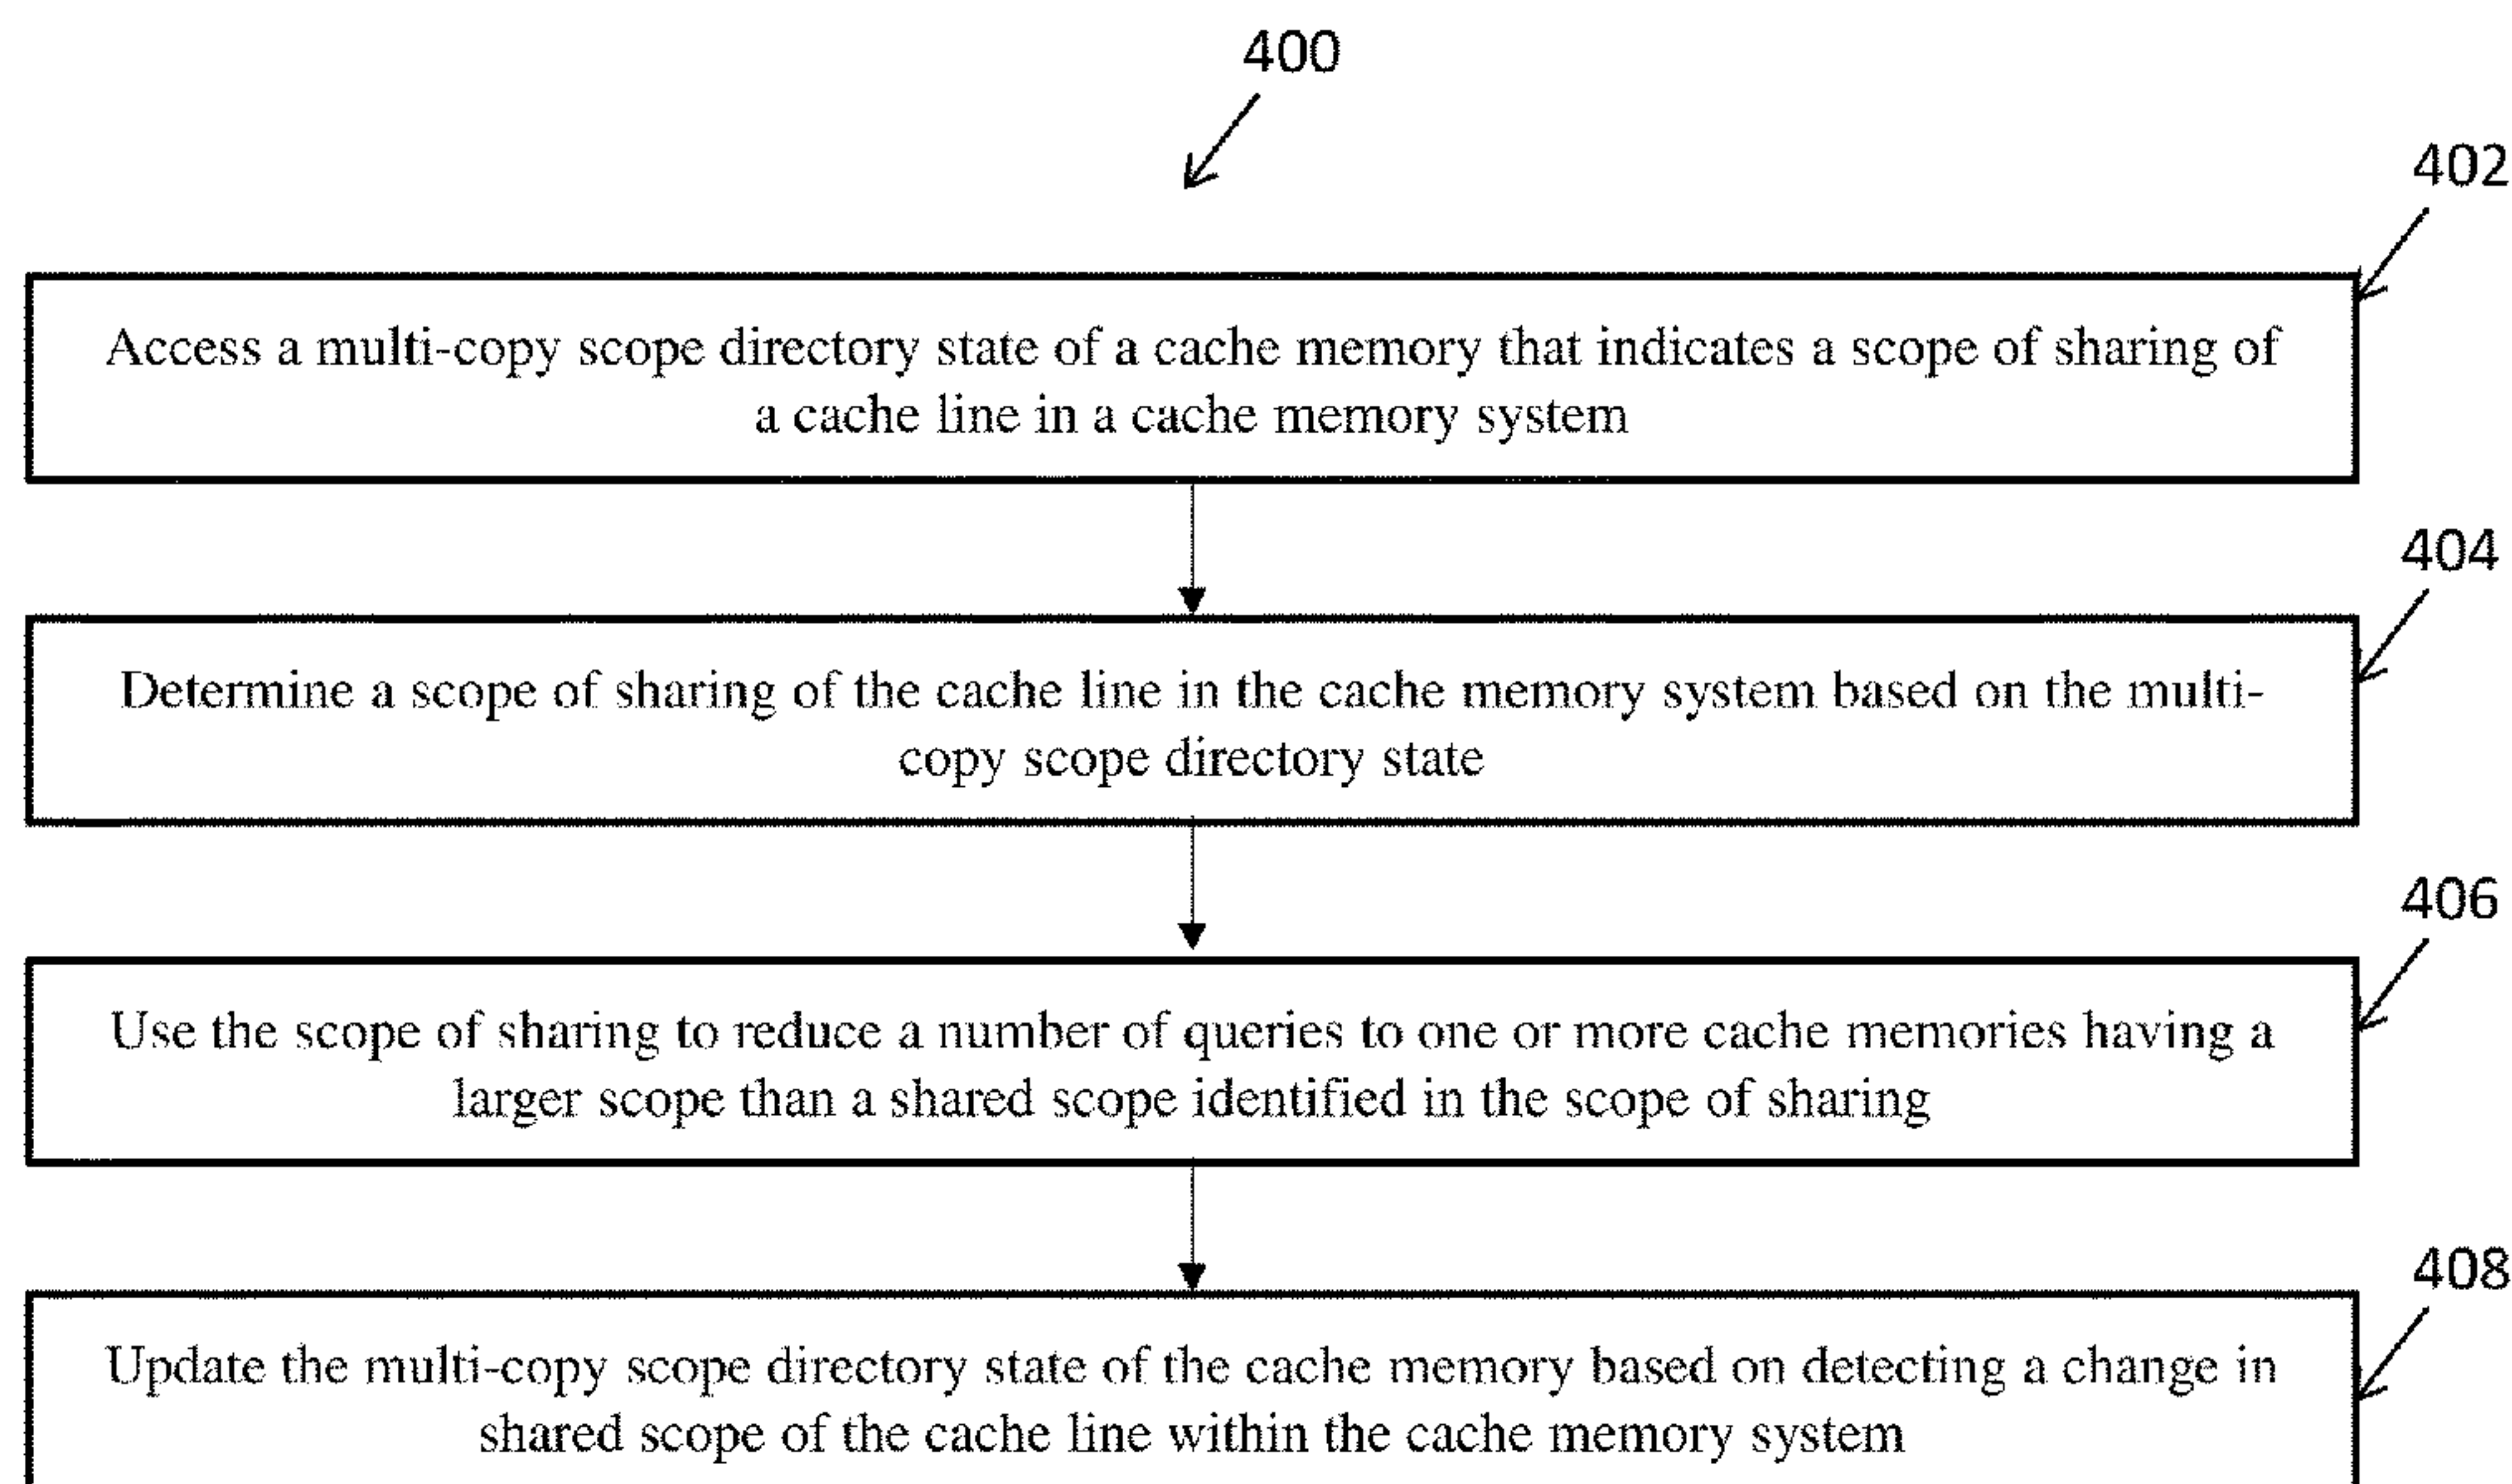 400
402
Access a multi-copy scope directory state of a cache memory that indicates a scope of sharing of
a cache line in a cache memory system
404
Determine a scope of sharing of the cache line in the cache memory system based on the multi-
copy scope directory state
406
Use the scope of sharing to reduce a number of queries to one or more cache memories having a
larger scope than a shared scope identified in the scope of sharing
408
Update the multi-copy scope directory state of the cache memory based on detecting a change in
shared scope of the cache line within the cache memory system